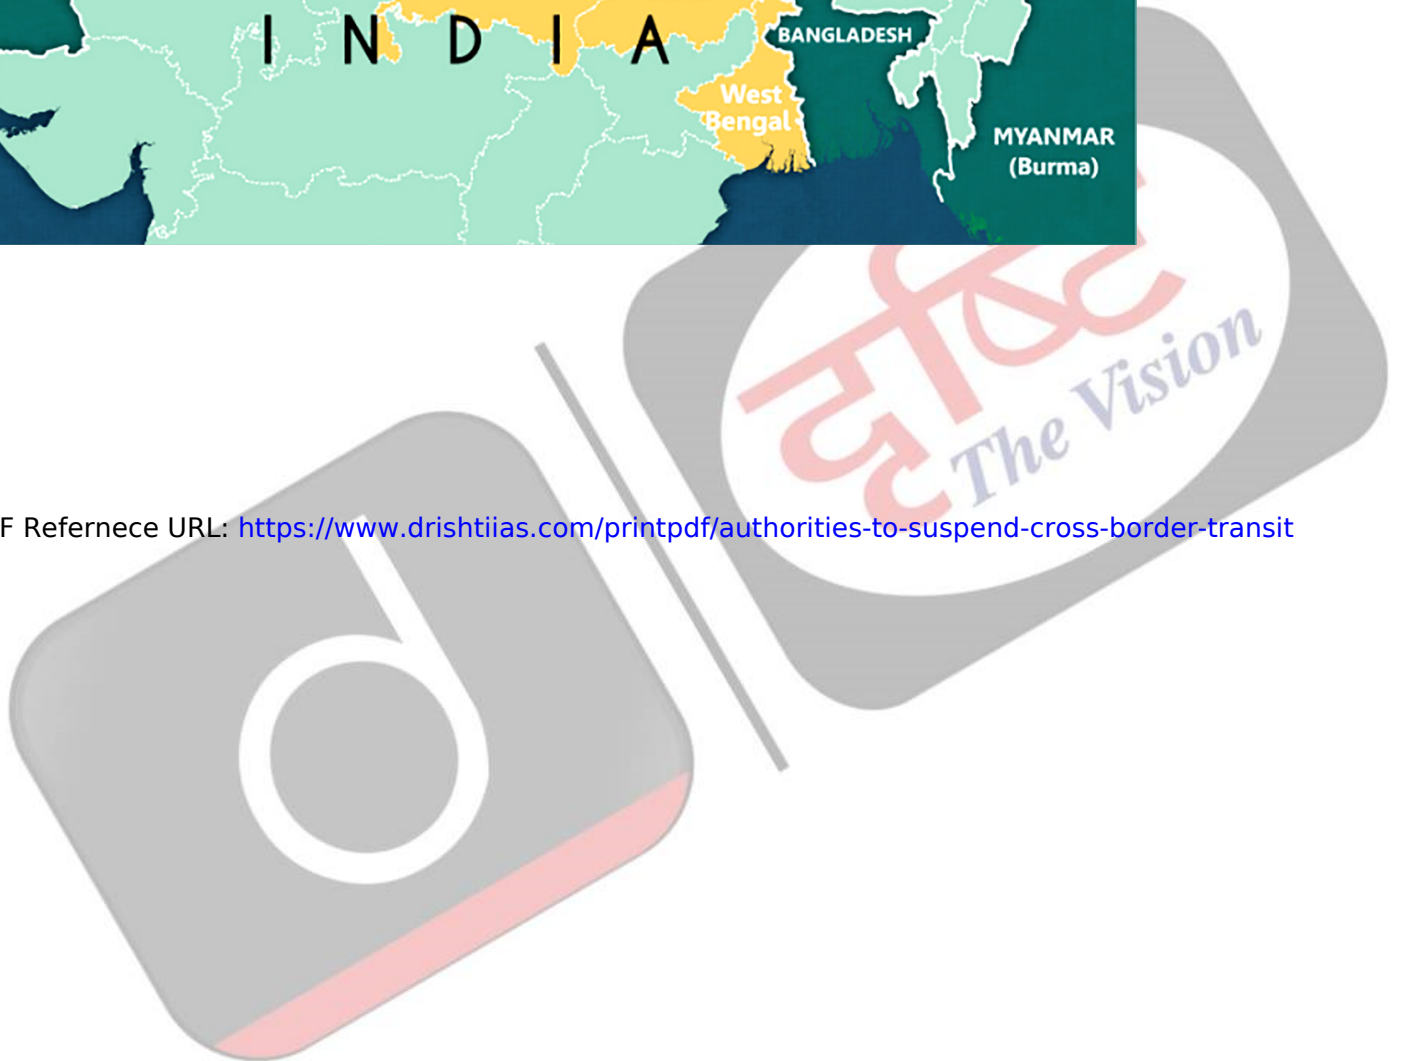 INDIA
BANGLADESH
West
Bengal
MYANMAR
(Burma)
दृष्टि
The Vision
F Refernece URL: https://www.drishtiias.com/printpdf/authorities-to-suspend-cross-border-transit